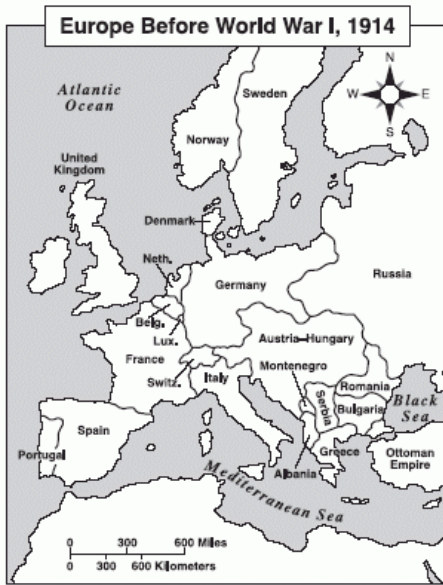 Europe Before World War I, 1914
Atlantic
Ocean
N
W
E
S
Sweden
Norway
United
Kingdom
Denmark
Neth.
Germany
Russia
Belg.
Lux.
Austria-Hungary
France
Montenegro
Switz.
Italy
Romania
Serbia
Black
Sea
Bulgaria
Spain
Portugal
Greece
Ottoman
Empire
Albania
Mediterranean Sea
0 300 600 Miles
0 300 600 Kilometers